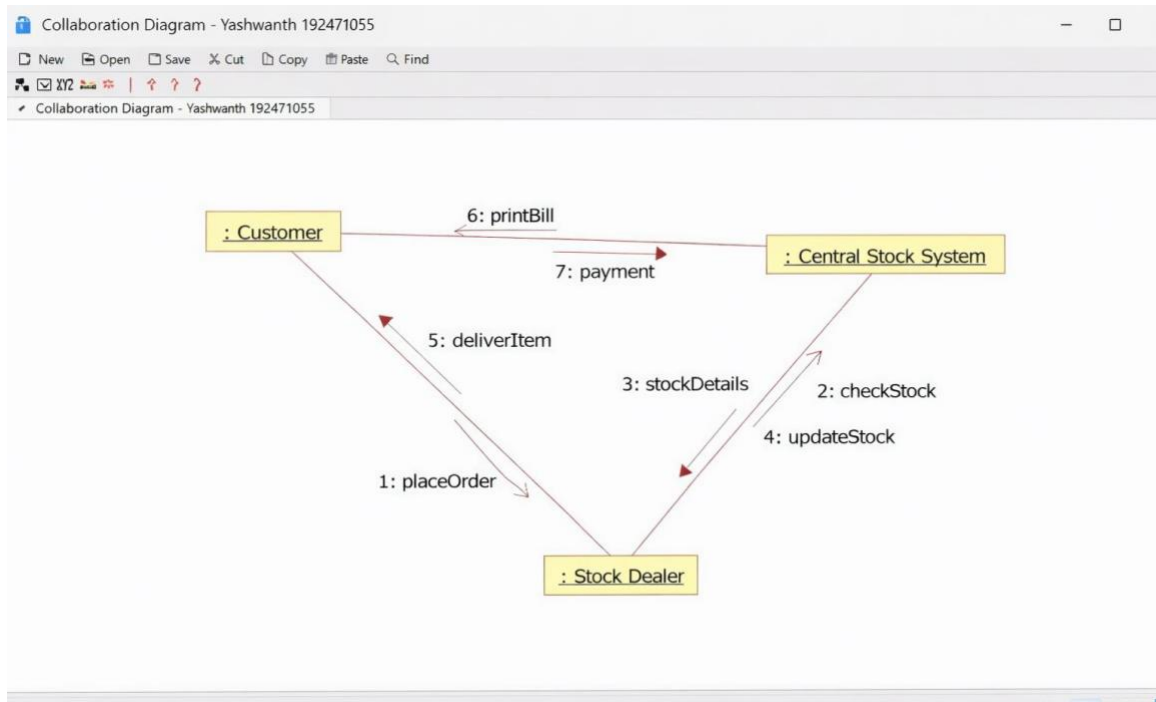 Collaboration Diagram - Yashwanth 192471055
New Open Save Cut Copy Paste Find
XYZ
Collaboration Diagram - Yashwanth 192471055
6: printBill
: Customer
: Central Stock System
7: payment
5: deliverItem
3: stockDetails
2: checkStock
4: updateStock
1: placeOrder
: Stock Dealer